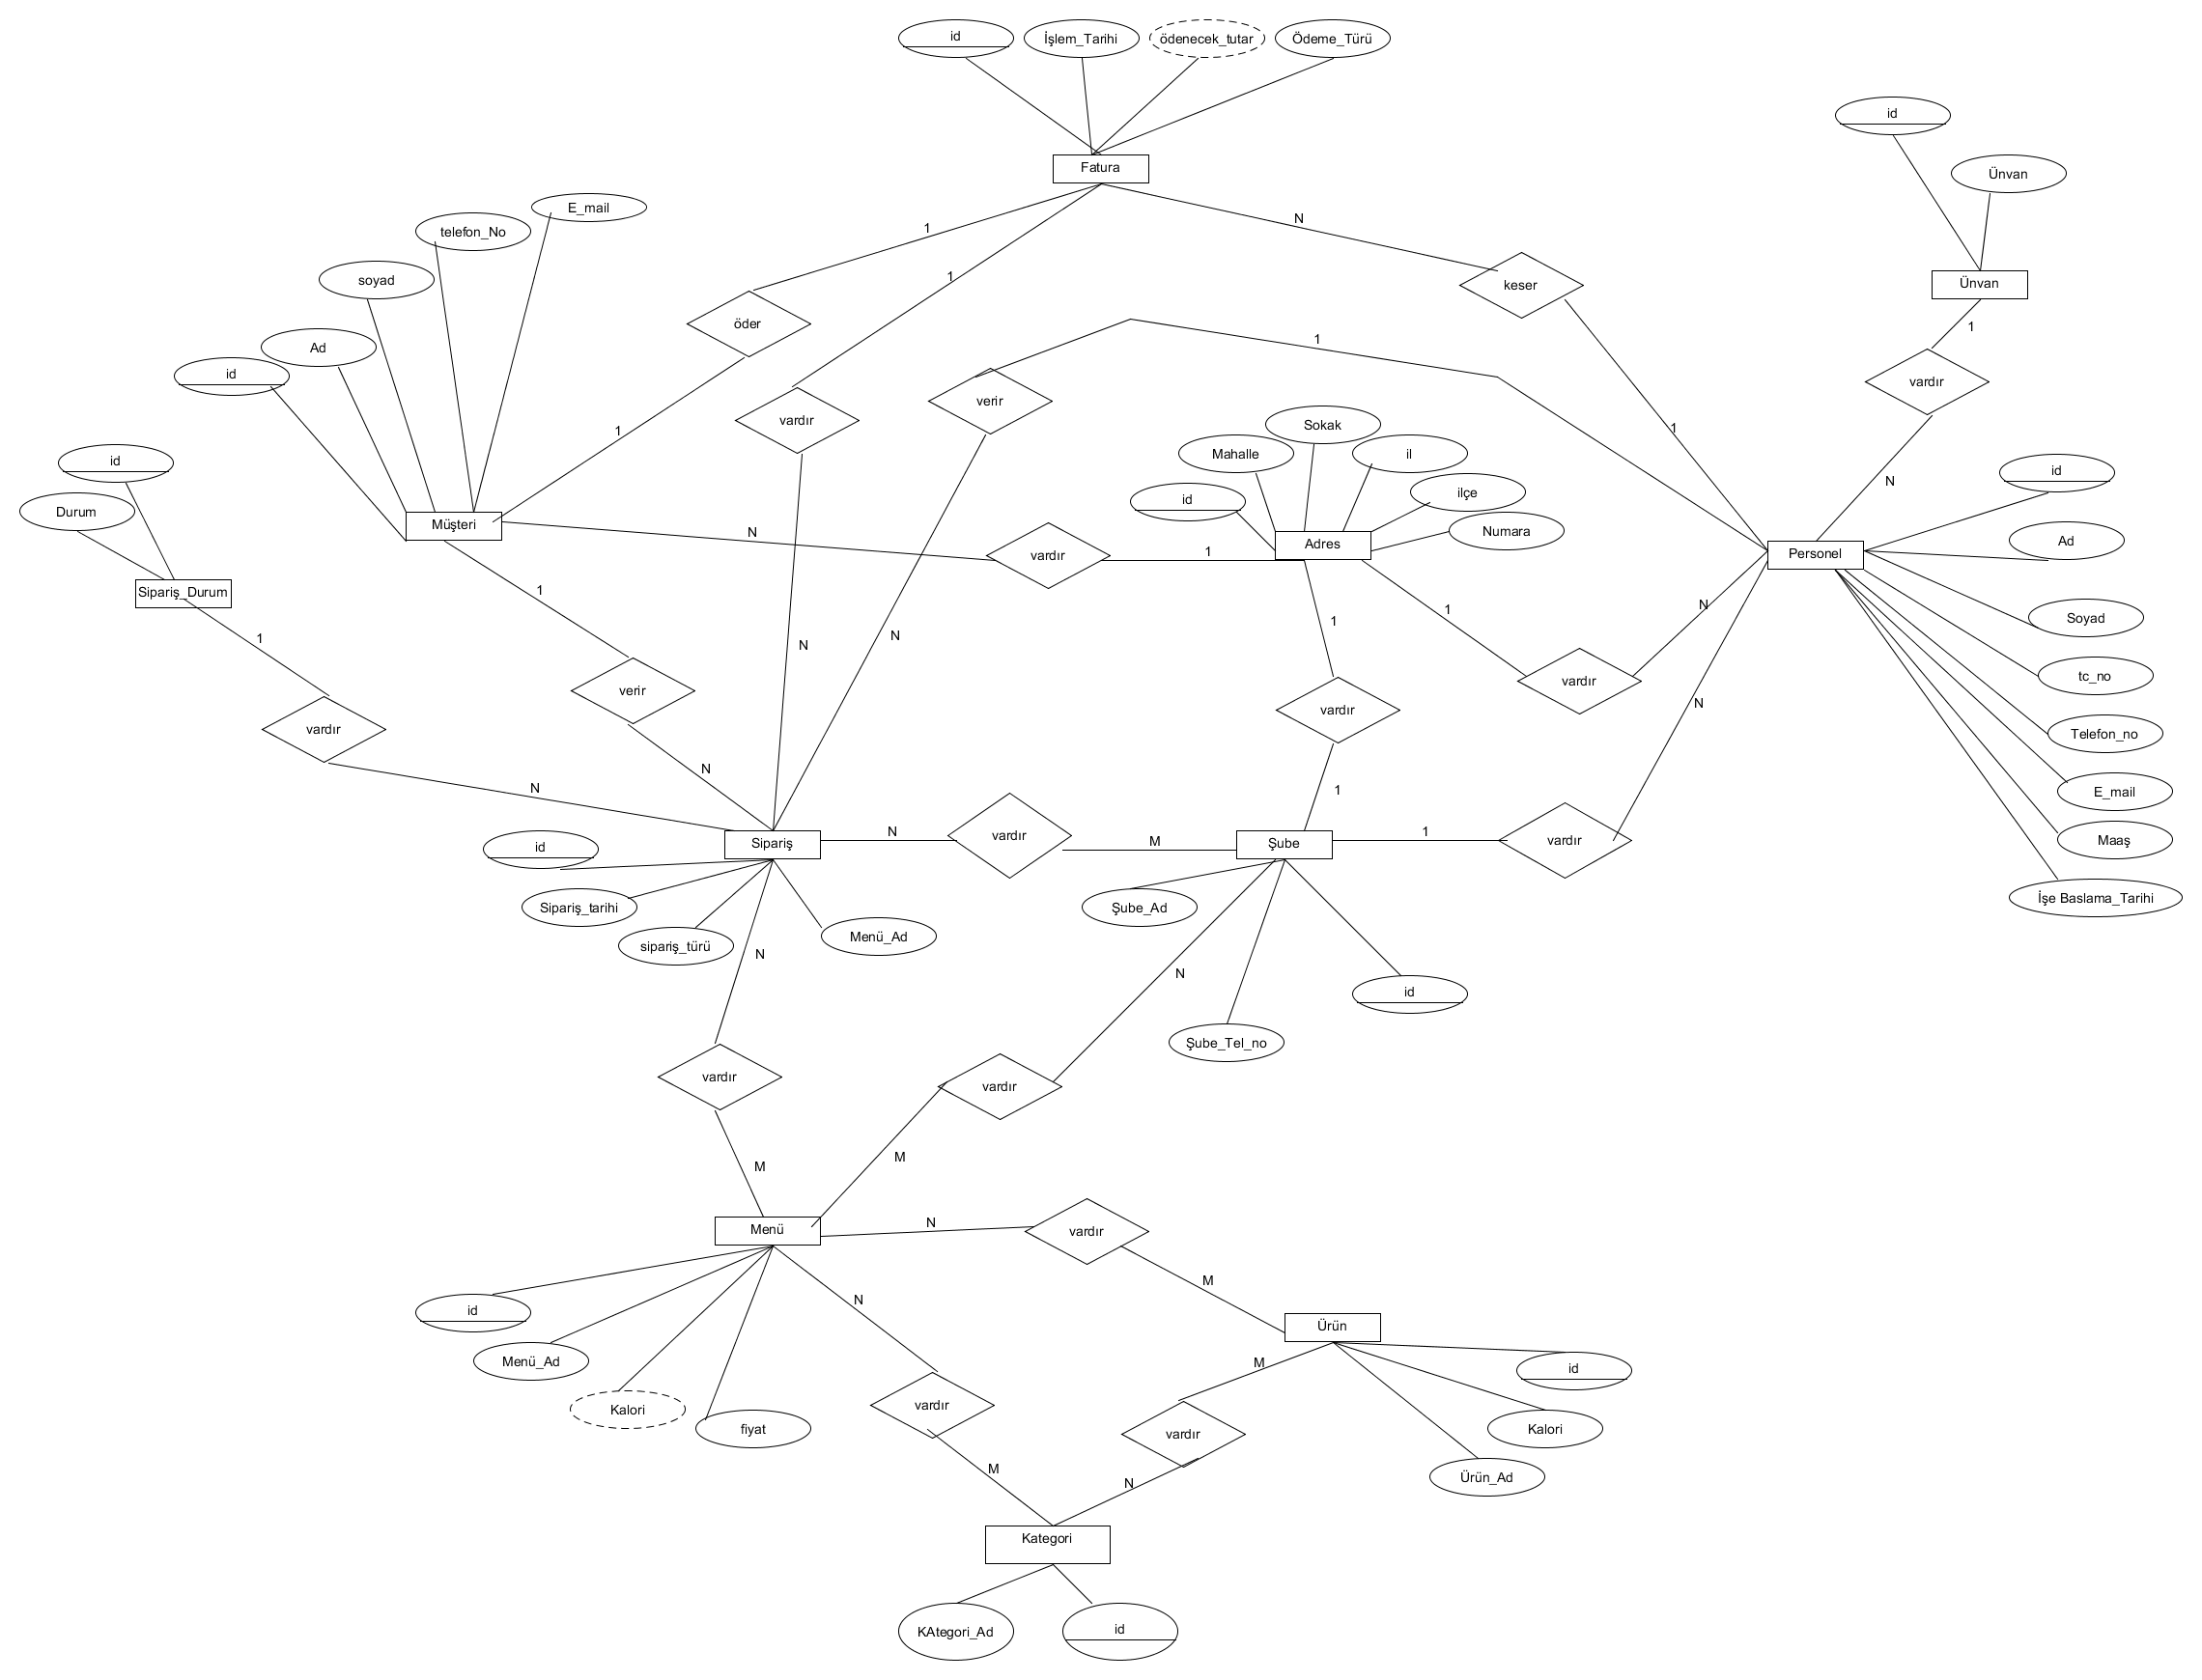 id
İşlem_Tarihi
ödenecek_tutar
Ödeme_Türü
id
Fatura
Ünvan
E_mail
N
telefon_No
1
1
soyad
keser
Ünvan
öder
1
1
Ad
id
vardır
verir
vardır
Sokak
1
1
Mahalle
il
id
id
N
ilçe
id
Durum
Müşteri
N
Numara
Ad
Adres
1
vardır
Personel
1
Sipariş_Durum
N
1
Soyad
1
N
1
N
vardır
tc_no
verir
N
vardır
vardır
Telefon_no
N
N
1
E_mail
N
vardır
M
1
vardır
Maaş
id
Sipariş
Şube
İşe Baslama_Tarihi
Sipariş_tarihi
Şube_Ad
Menü_Ad
sipariş_türü
N
N
id
Şube_Tel_no
vardır
vardır
M
M
N
Menü
vardır
M
N
id
Ürün
M
Menü_Ad
id
vardır
Kalori
fiyat
Kalori
vardır
M
Ürün_Ad
N
Kategori
KAtegori_Ad
id